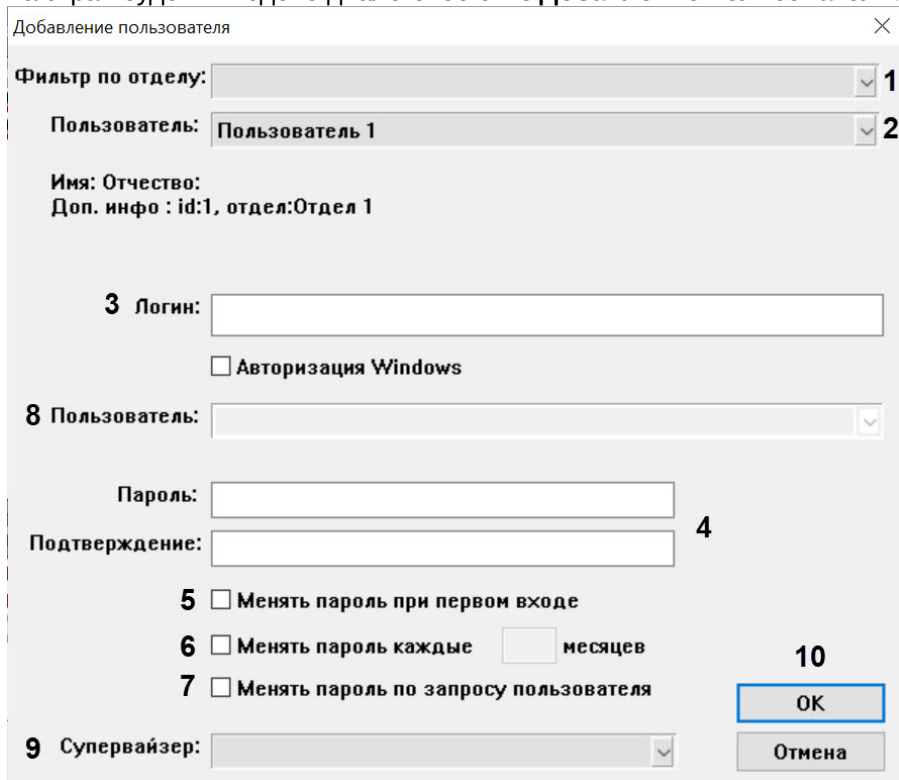 Добавление пользователя
Фильтр по отделу: 1
Пользователь: Пользователь 1 2
Имя: Отчество:
Доп. инфо : id:1, отдел:Отдел 1
3 Логин:
Авторизация Windows
8 Пользователь:
Пароль:
4
Подтверждение:
5 Менять пароль при первом входе
6 Менять пароль каждые месяцев
10
7 Менять пароль по запросу пользователя
OK
9 Супервайзер:
Отмена